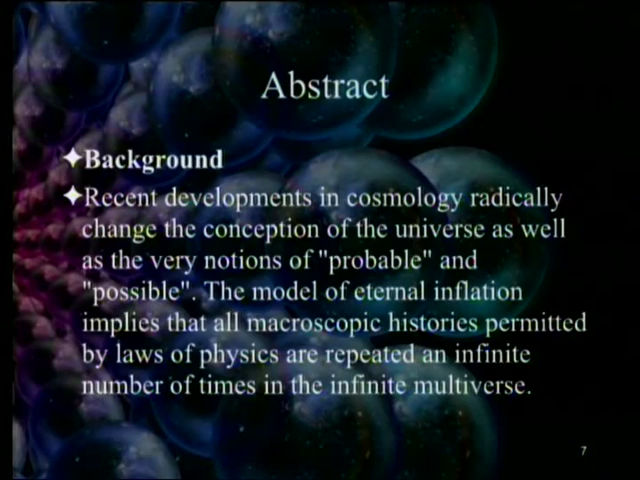 Abstract
✦Background
✦Recent developments in cosmology radically
change the conception of the universe as well
as the very notions of "probable" and
"possible". The model of eternal inflation
implies that all macroscopic histories permitted
by laws of physics are repeated an infinite
number of times in the infinite multiverse.
7